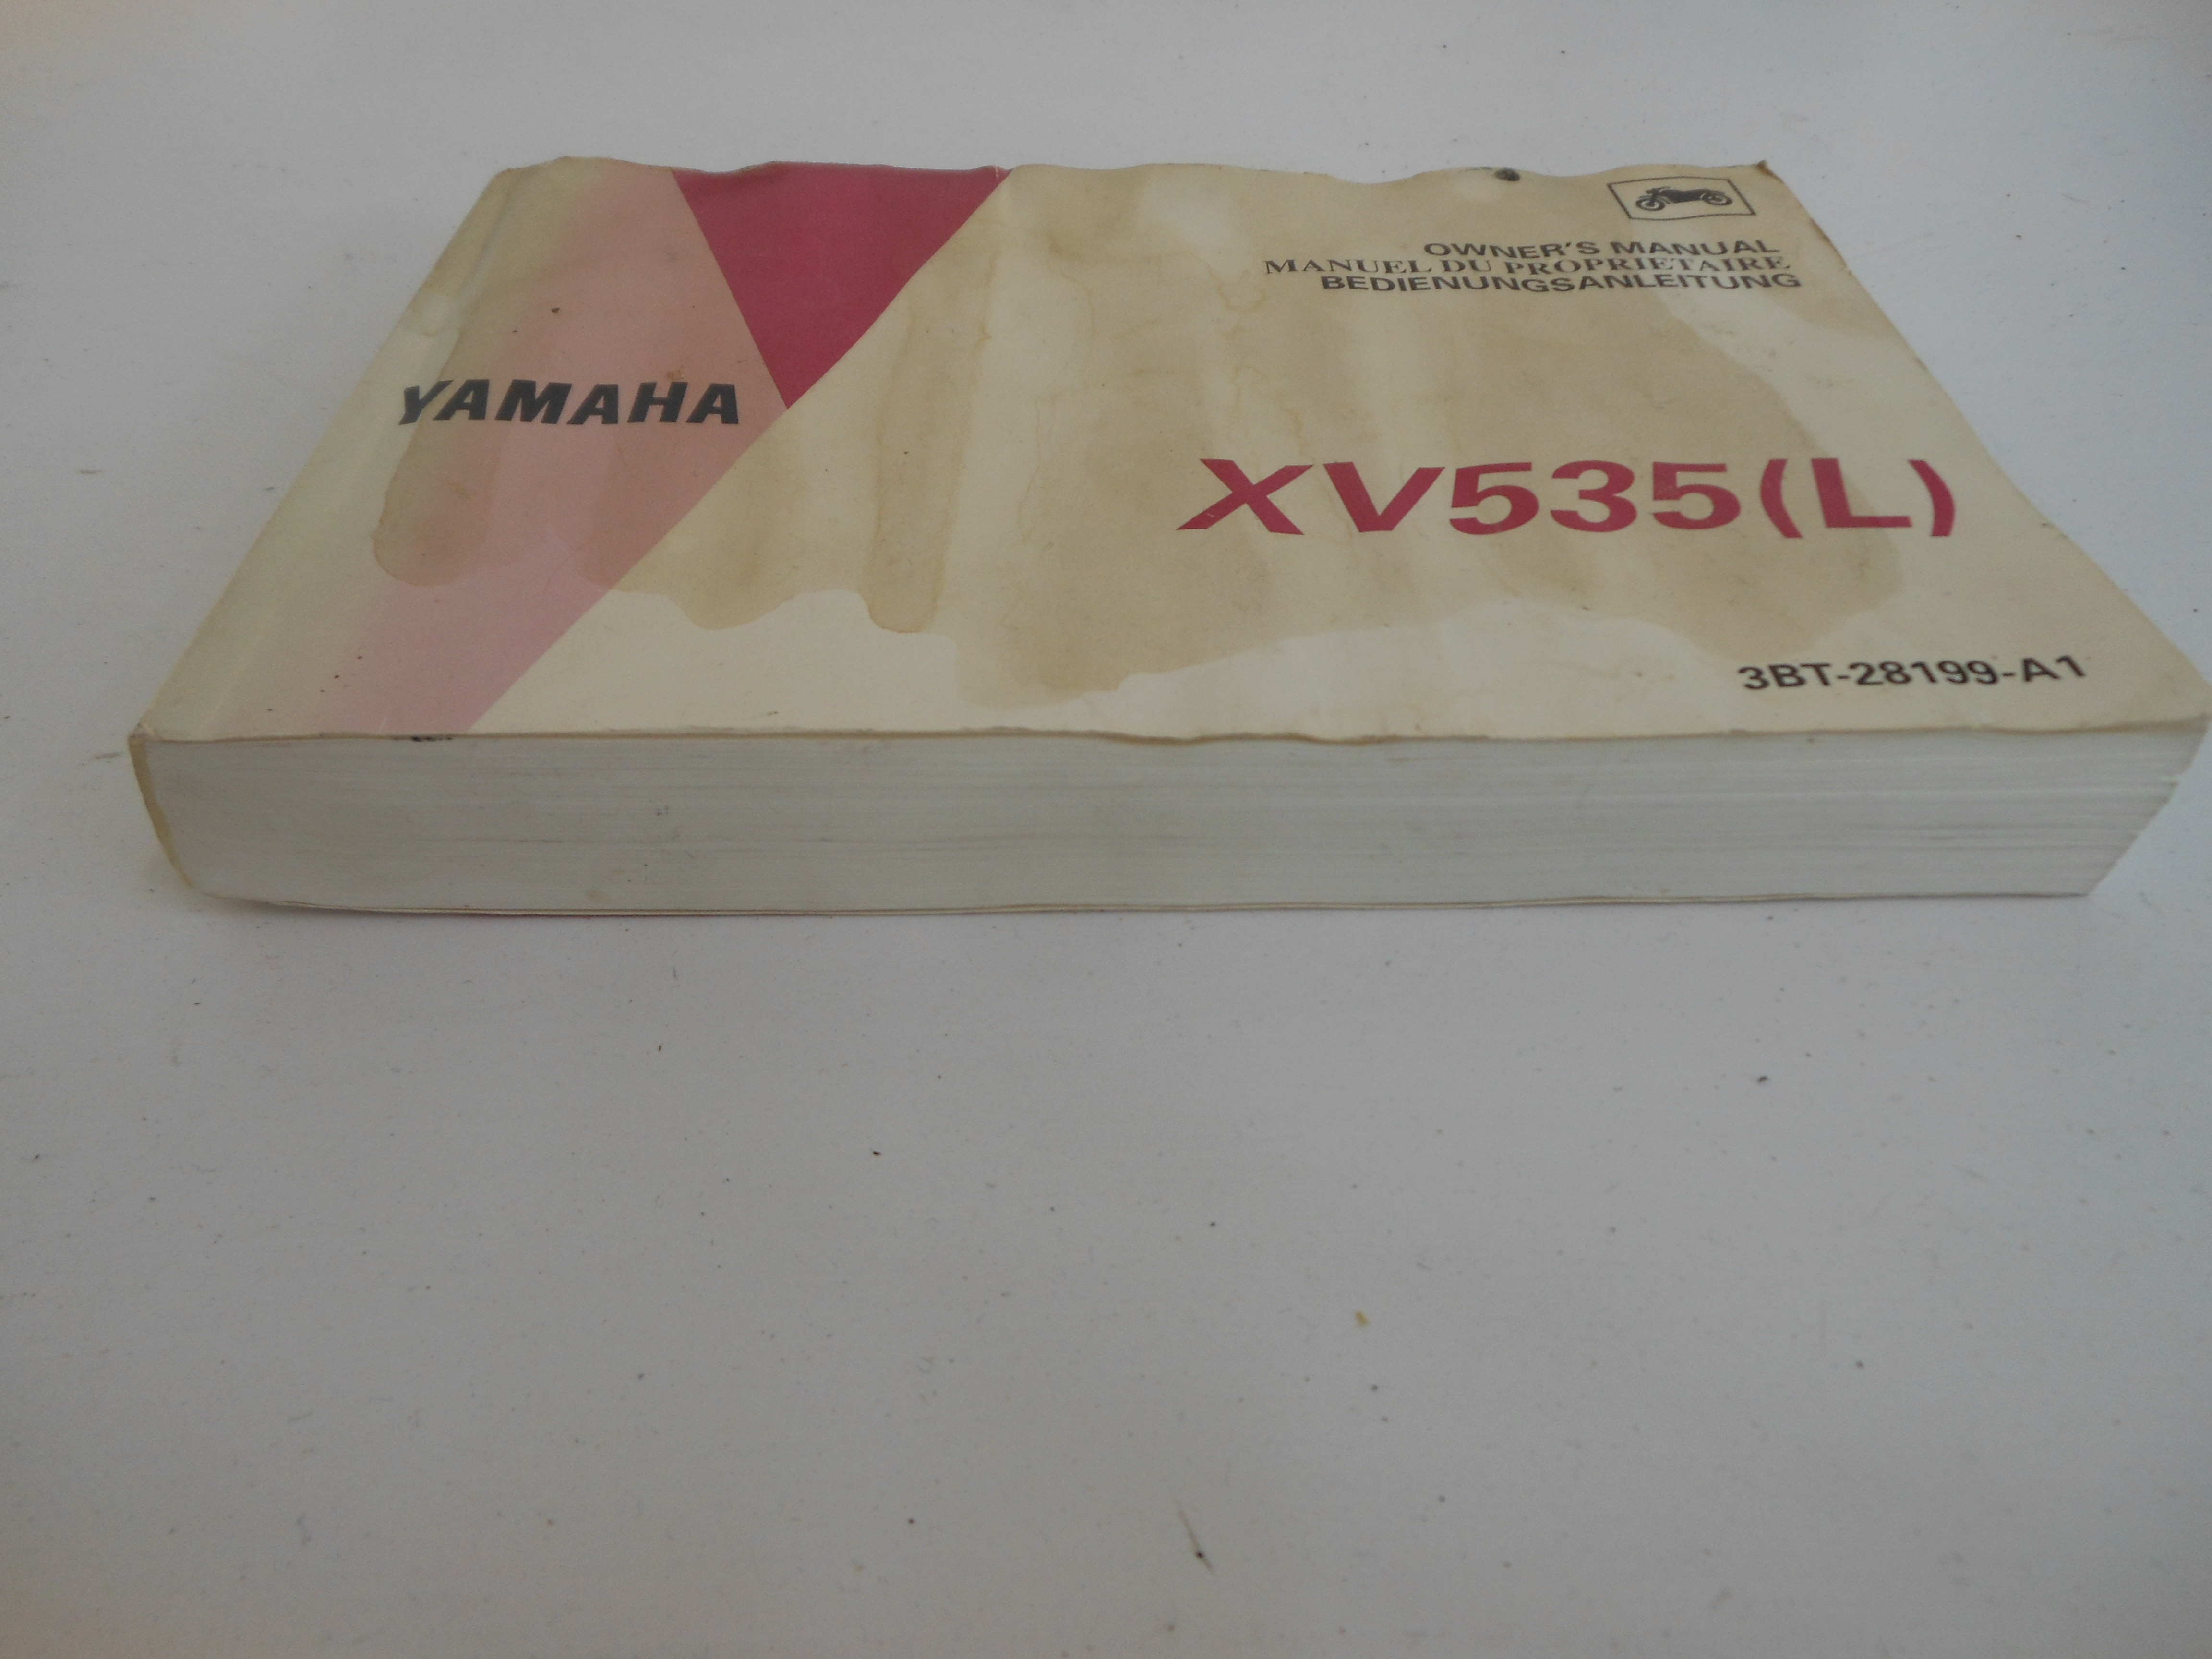 OWNER'S MANUAL
MANUEL DU PROPRIETAIRE
BEDIENUNGSANLEITUNG
YAMAHA
XV535(L)
3BT-28199-A1